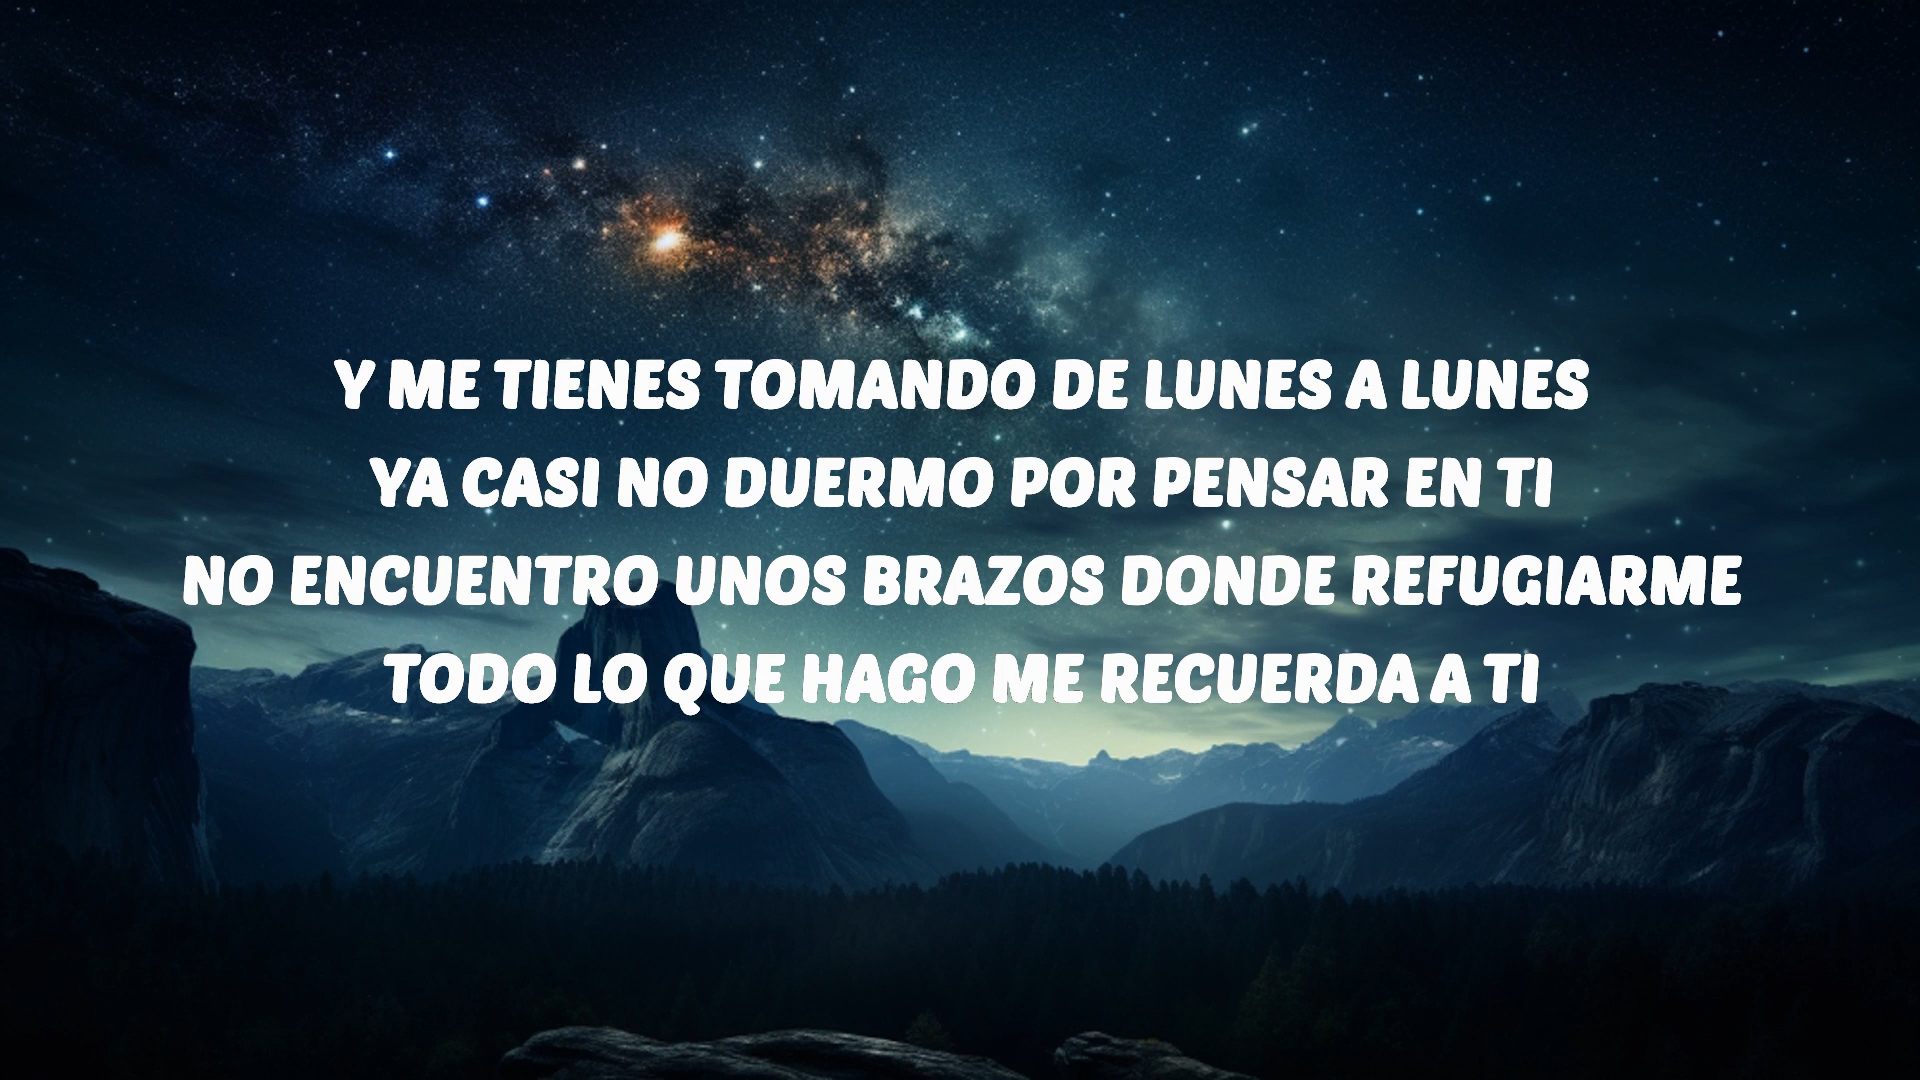 Y ME TIENES TOMANDO DE LUNES A LUNES
YA CASI NO DUERMO POR PENSAR EN TI
NO ENCUENTRO UNOS BRAZOS DONDE REFUGIARME
TODO LO QUE HAGO ME RECUERDA A TI